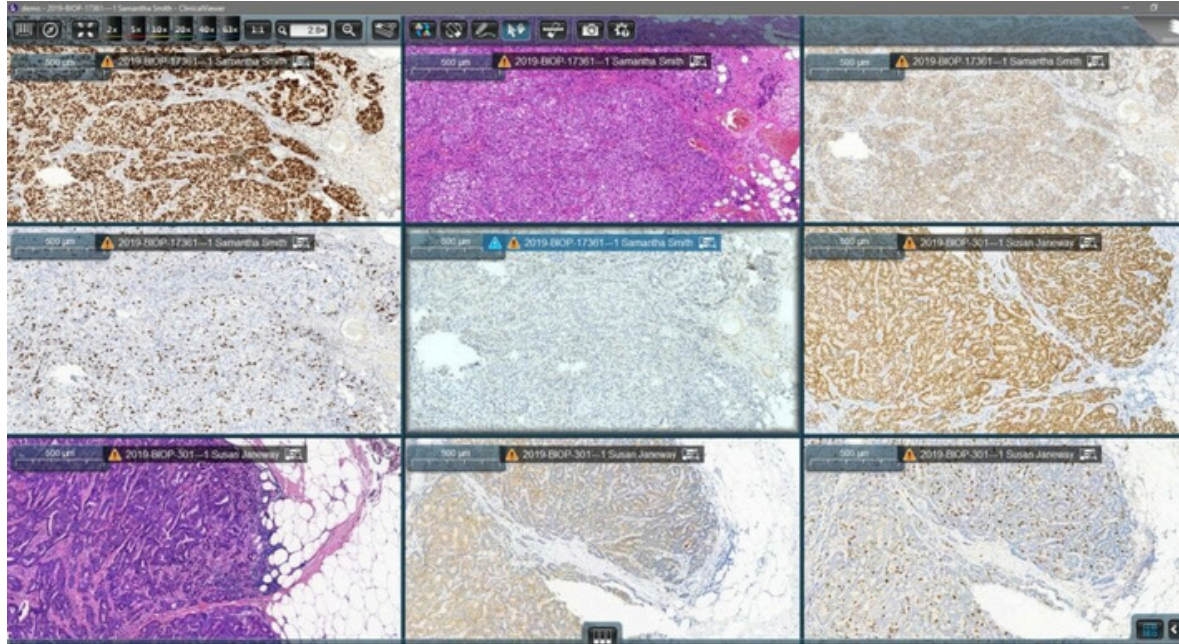 demo - 2019-BIOP-17361---1 Samantha Smith - ClinicalViewer
2x 5x 10x 20x 40x 63x 1:1 2.8x
500 µm 2019-BIOP-17361---1 Samantha Smith
500 µm 2019-BIOP-17361---1 Samantha Smith
500 µm 2019-BIOP-17361---1 Samantha Smith
500 µm 2019-BIOP-17361---1 Samantha Smith
500 µm 2019-BIOP-17361---1 Samantha Smith
500 µm 2019-BIOP-301---1 Susan Janeway
500 µm 2019-BIOP-301---1 Susan Janeway
500 µm 2019-BIOP-301---1 Susan Janeway
500 µm 2019-BIOP-301---1 Susan Janeway